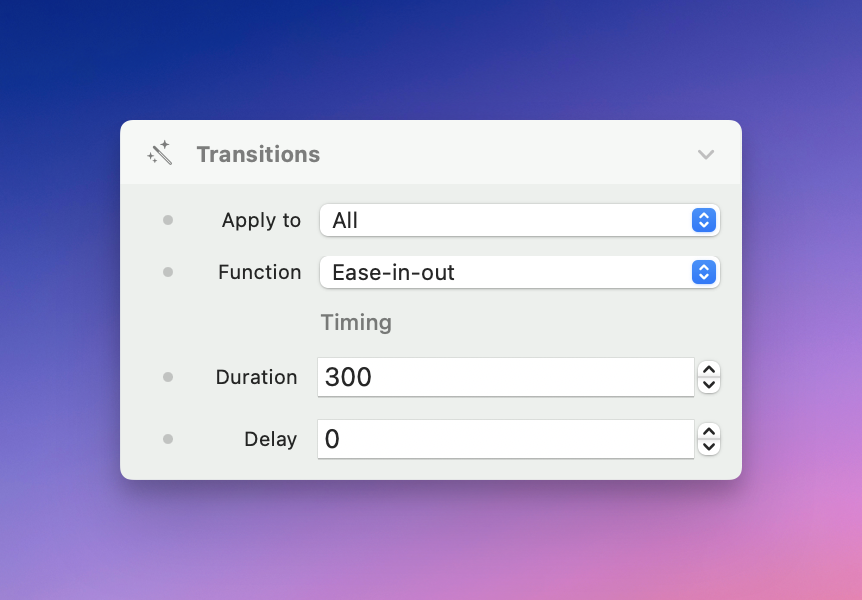 Transitions
Apply to All
Function Ease-in-out
Timing
Duration 300
Delay 0